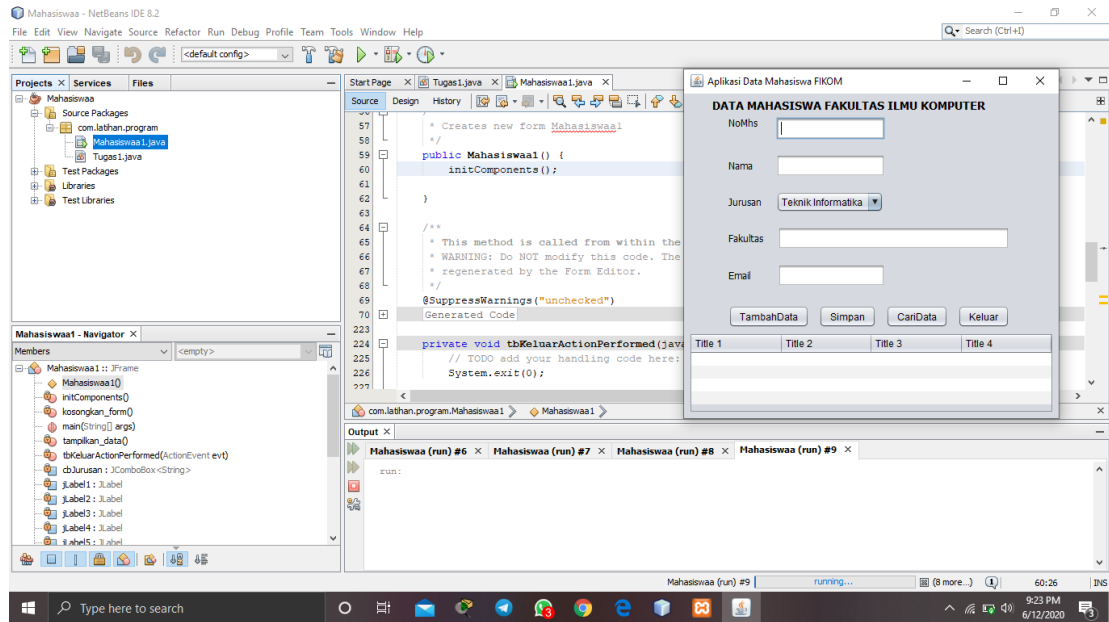 Mahasiswaa - NetBeans IDE 8.2
File Edit View Navigate Source Refactor Run Debug Profile Team Tools Window Help
Search (Ctrl+I)
<default config>
Projects × Services Files
Mahasiswaa
Source Packages
com.latihan.program
Mahasiswaa1.java
Tugas1.java
Test Packages
Libraries
Test Libraries
Start Page × Tugas1.java × Mahasiswaa1.java ×
Source Design History
57 * Creates new form Mahasiswaa1
58 */
59 public Mahasiswaa1() {
60 initComponents();
61
62 }
63
64 /**
65 * This method is called from within the
66 * WARNING: Do NOT modify this code. The
67 * regenerated by the Form Editor.
68 */
69 @SuppressWarnings("unchecked")
70 Generated Code
223
224 private void tbKeluarActionPerformed(java
225 // TODO add your handling code here:
226 System.exit(0);
227
com.latihan.program.Mahasiswaa1 Mahasiswaa1
Aplikasi Data Mahasiswa FIKOM
DATA MAHASISWA FAKULTAS ILMU KOMPUTER
NoMhs
Nama
Jurusan Teknik Informatika
Fakultas
Email
TambahData Simpan CariData Keluar
Title 1 Title 2 Title 3 Title 4
Mahasiswaa1 - Navigator ×
Members <empty>
Mahasiswaa1 :: JFrame
Mahasiswaa1()
initComponents()
kosongkan_form()
main(String[] args)
tampilkan_data()
tbKeluarActionPerformed(ActionEvent evt)
cbJurusan : JComboBox<String>
jLabel1 : JLabel
jLabel2 : JLabel
jLabel3 : JLabel
jLabel4 : JLabel
jLabel5 : JLabel
Output ×
Mahasiswaa (run) #6 × Mahasiswaa (run) #7 × Mahasiswaa (run) #8 × Mahasiswaa (run) #9 ×
run:
Mahasiswaa (run) #9 running... (8 more...) 1 60:26 INS
Type here to search
3
9:23 PM
6/12/2020
3